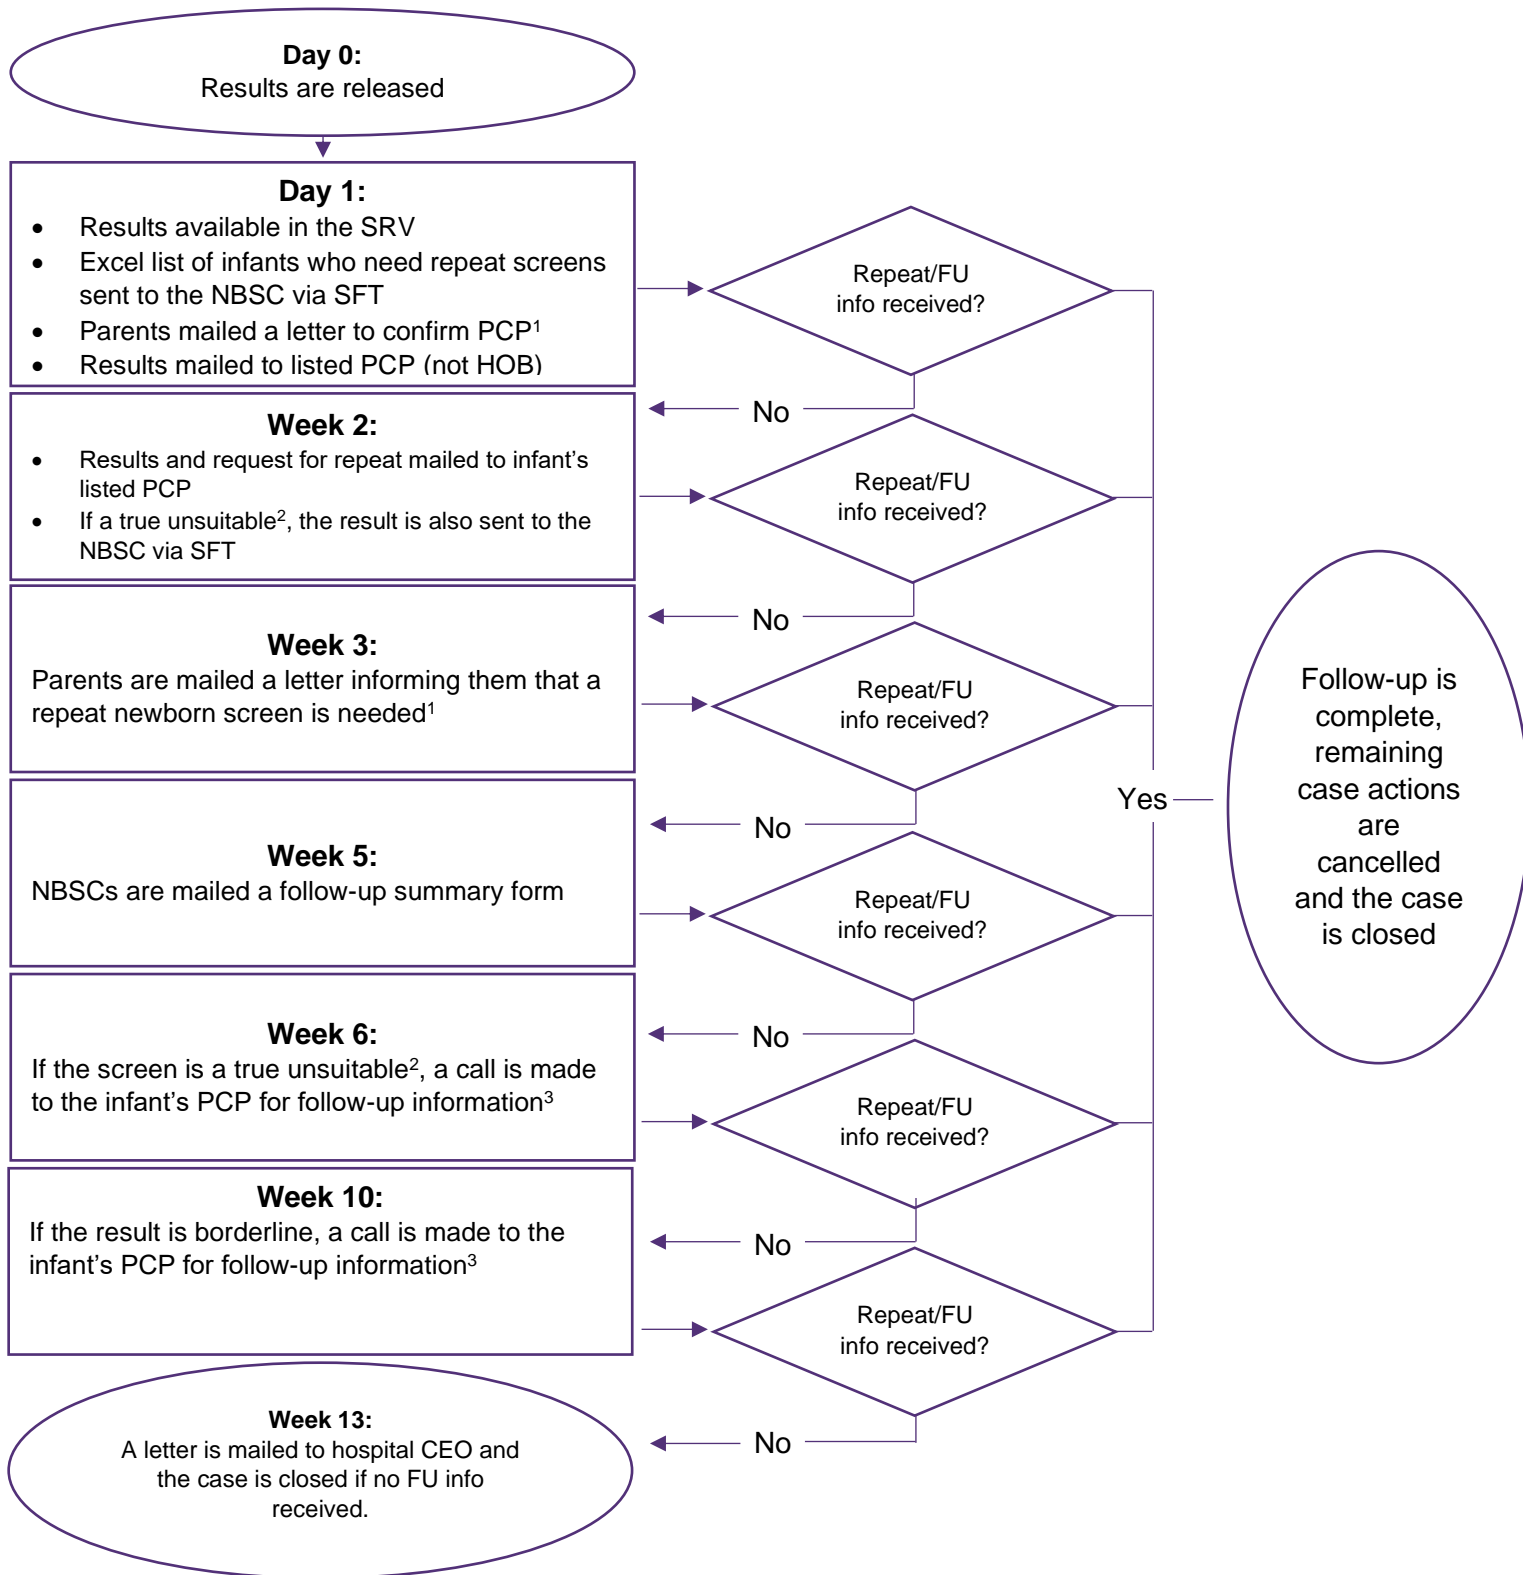 Day 0:
Results are released
Day 1:
• Results available in the SRV
• Excel list of infants who need repeat screens
sent to the NBSC via SFT
• Parents mailed a letter to confirm PCP¹
• Results mailed to listed PCP (not HOB)
Repeat/FU
info received?
No
Week 2:
• Results and request for repeat mailed to infant’s
listed PCP
• If a true unsuitable², the result is also sent to the
NBSC via SFT
Repeat/FU
info received?
No
Week 3:
Parents are mailed a letter informing them that a
repeat newborn screen is needed¹
Repeat/FU
info received?
No
Week 5:
NBSCs are mailed a follow-up summary form
Repeat/FU
info received?
No
Week 6:
If the screen is a true unsuitable², a call is made
to the infant’s PCP for follow-up information³
Repeat/FU
info received?
No
Week 10:
If the result is borderline, a call is made to the
infant’s PCP for follow-up information³
Repeat/FU
info received?
No
Week 13:
A letter is mailed to hospital CEO and
the case is closed if no FU info
received.
Yes
Follow-up is
complete,
remaining
case actions
are
cancelled
and the case
is closed